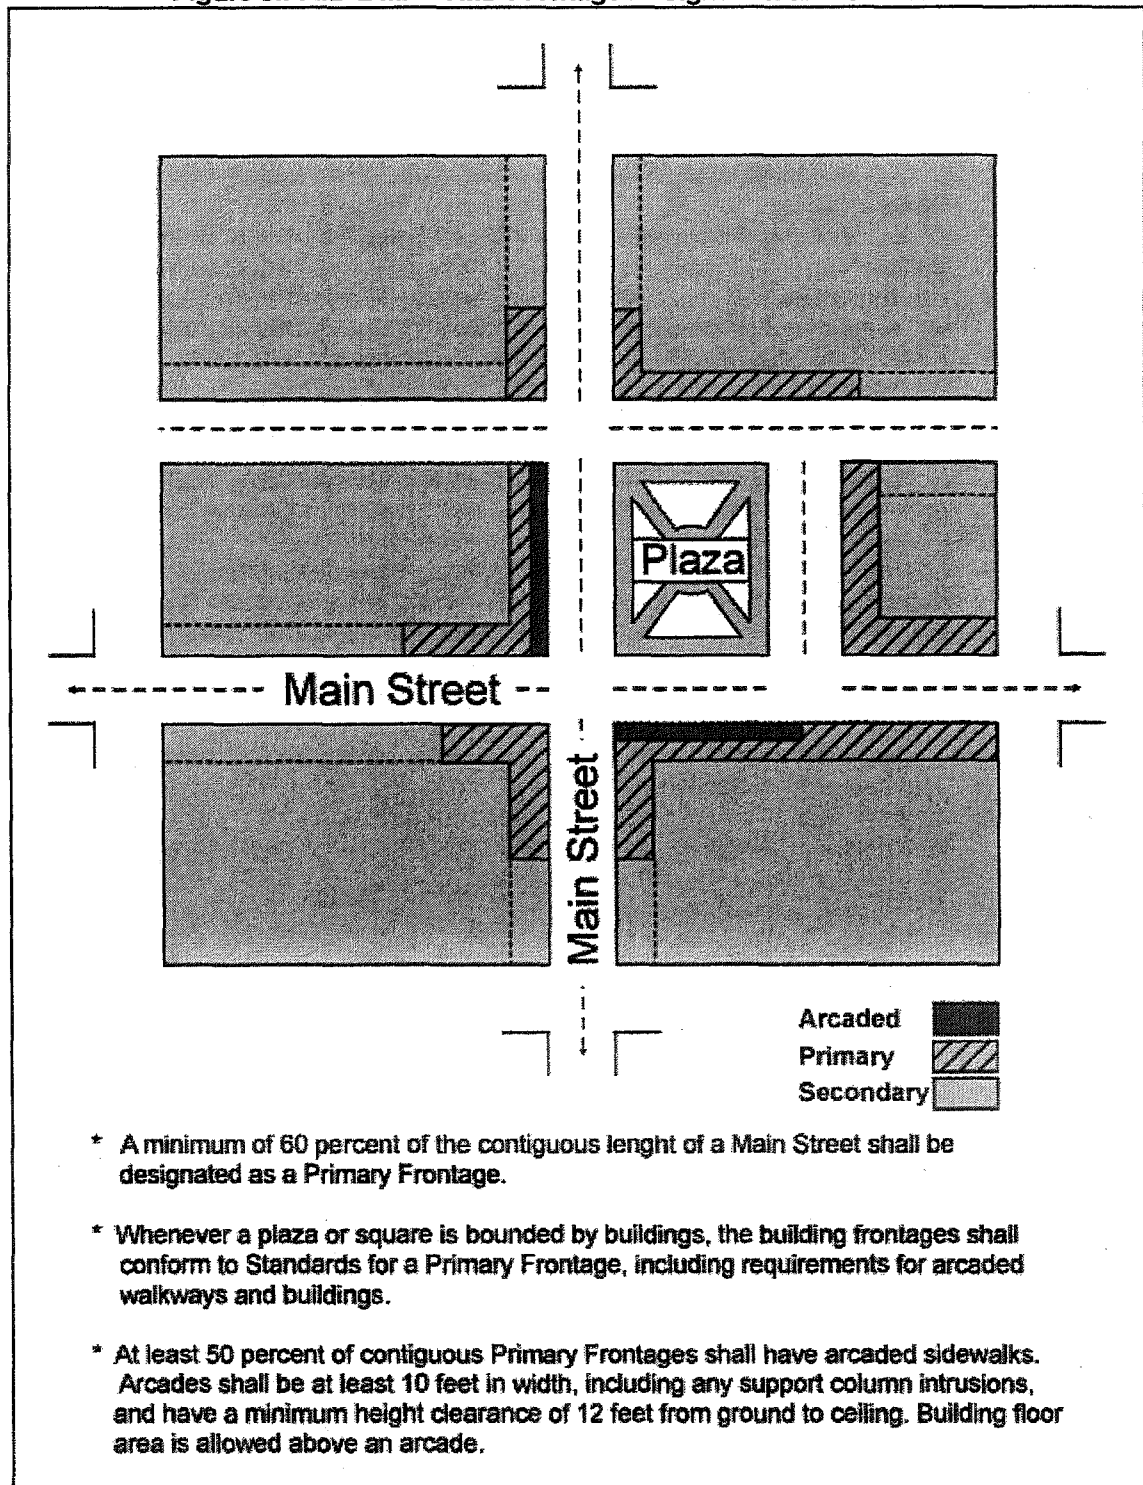 Plaza
Main Street
Main Street
Arcaded
Primary
Secondary
* A minimum of 60 percent of the contiguous lenght of a Main Street shall be
designated as a Primary Frontage.
* Whenever a plaza or square is bounded by buildings, the building frontages shall
conform to Standards for a Primary Frontage, including requirements for arcaded
walkways and buildings.
* At least 50 percent of contiguous Primary Frontages shall have arcaded sidewalks.
Arcades shall be at least 10 feet in width, including any support column intrusions,
and have a minimum height clearance of 12 feet from ground to ceiling. Building floor
area is allowed above an arcade.